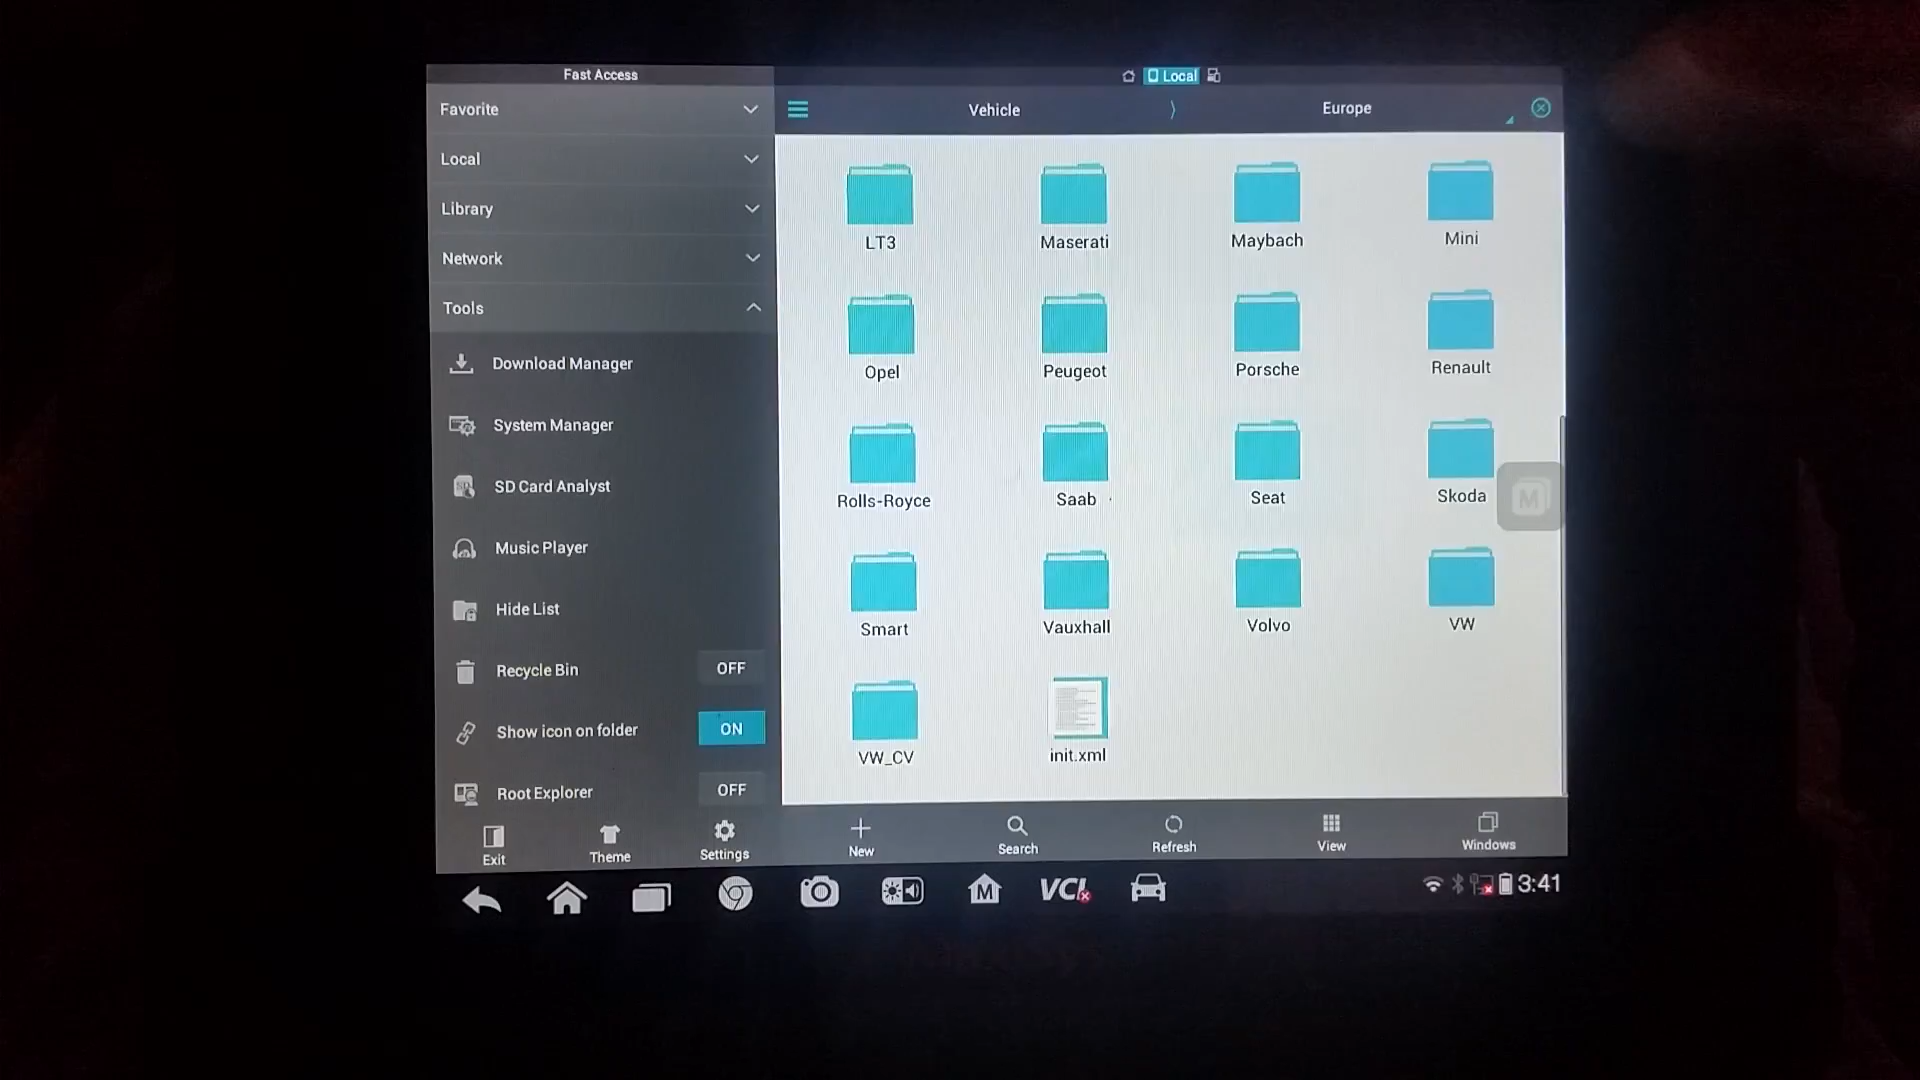 Fast Access
Local
Favorite
Vehicle
Europe
Local
Library
Network
Tools
Download Manager
System Manager
SD Card Analyst
Music Player
Hide List
Recycle Bin OFF
Show icon on folder ON
Root Explorer OFF
Exit
Theme
Settings
LT3
Maserati
Maybach
Mini
Opel
Peugeot
Porsche
Renault
Rolls-Royce
Saab
Seat
Skoda
M
Smart
Vauxhall
Volvo
VW
VW_CV
init.xml
New
Search
Refresh
View
Windows
M
VCI
3:41